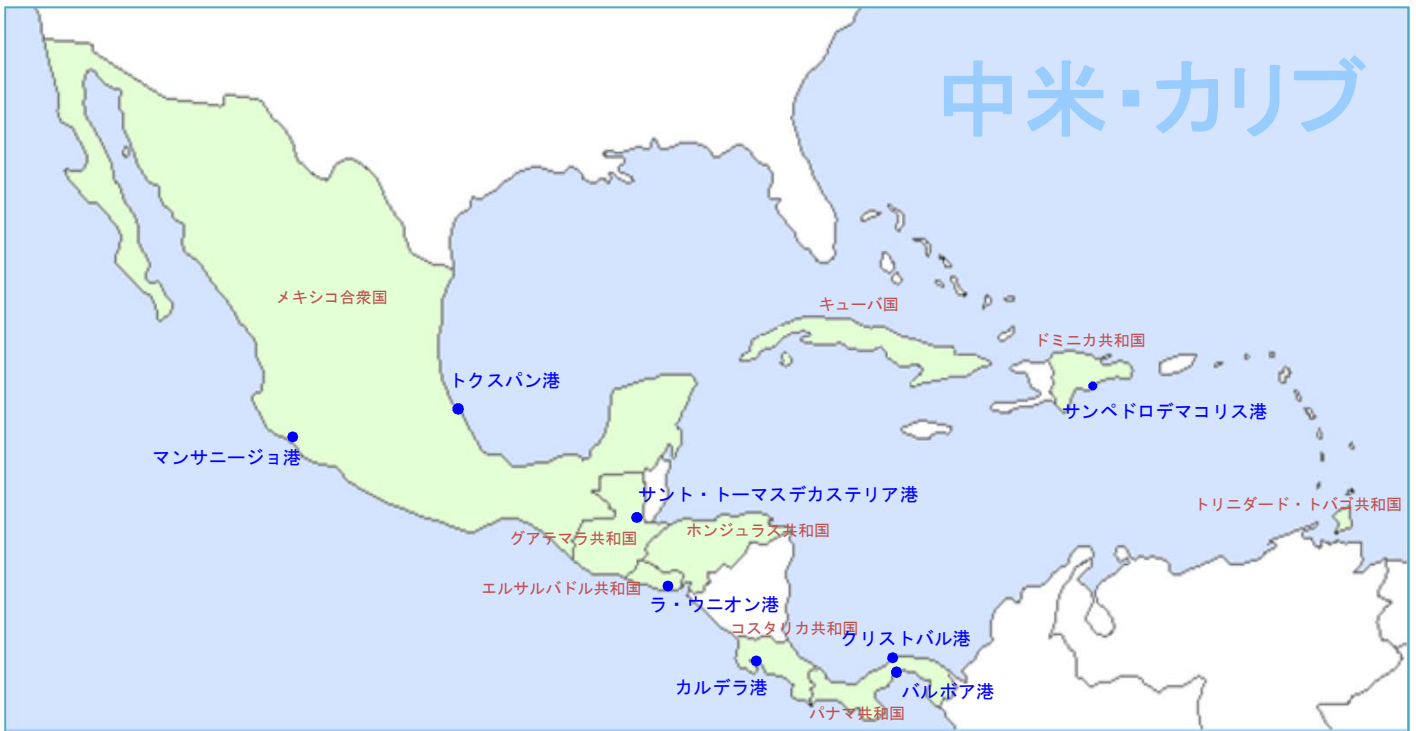 中米・カリブ
メキシコ合衆国
キューバ国
ドミニカ共和国
トクスパン港
サンペドロデマコリス港
マンサニージョ港
サント・トーマスデカステリア港
トリニダード・トバゴ共和国
グアテマラ共和国
ホンジュラス共和国
エルサルバドル共和国
ラ・ウニオン港
コスタリカ共和国
クリストバル港
カルデラ港
バルボア港
パナマ共和国